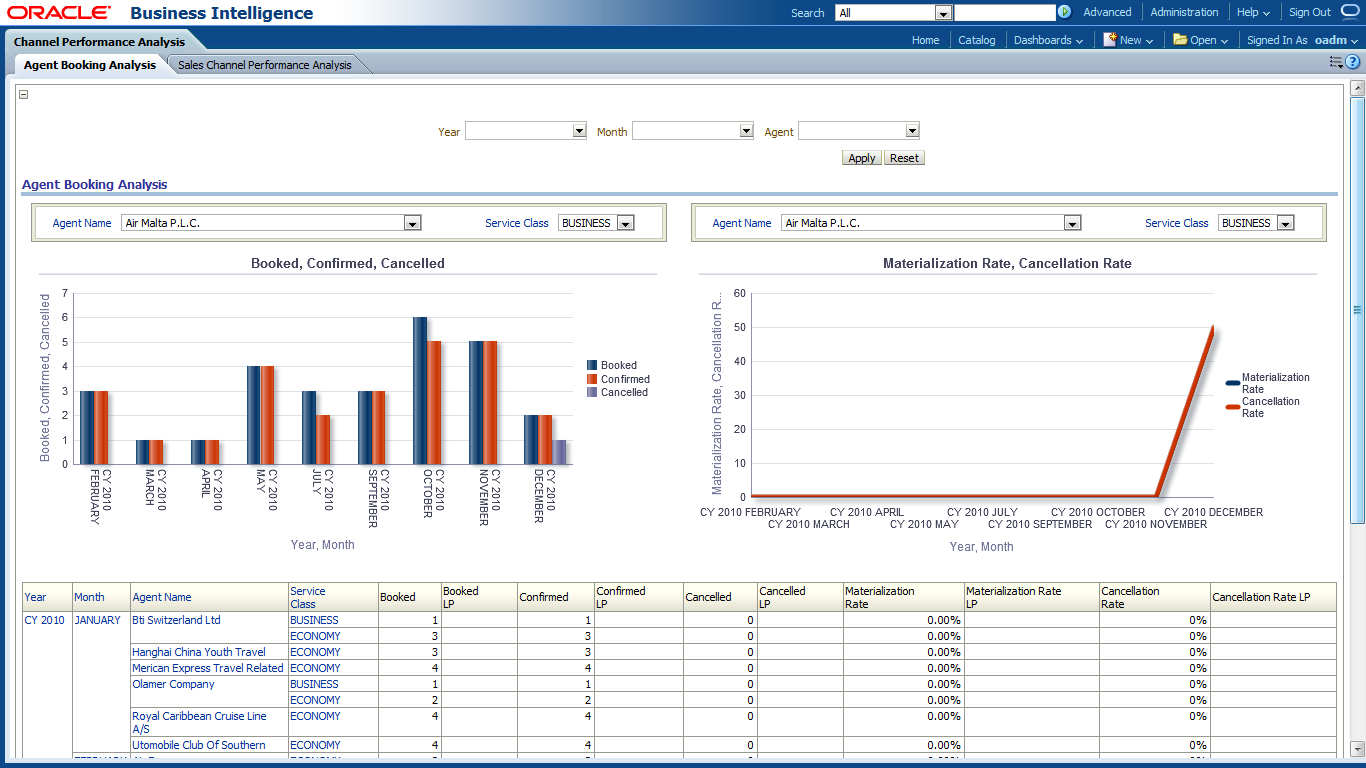 ORACLE Business Intelligence
Search All Advanced Administration Help Sign Out
Channel Performance Analysis
Home Catalog Dashboards New Open Signed In As oadm
Agent Booking Analysis Sales Channel Performance Analysis
Year Month Agent
Apply Reset
Agent Booking Analysis
Agent Name Air Malta P.L.C. Service Class BUSINESS
Agent Name Air Malta P.L.C. Service Class BUSINESS
Booked, Confirmed, Cancelled
Booked, Confirmed, Cancelled
7
6
5
4
3
2
1
0
CY 2010 FEBRUARY
CY 2010 MARCH
CY 2010 APRIL
CY 2010 MAY
CY 2010 JULY
CY 2010 SEPTEMBER
CY 2010 OCTOBER
CY 2010 NOVEMBER
CY 2010 DECEMBER
Year, Month
Booked
Confirmed
Cancelled
Materialization Rate, Cancellation Rate
Materialization Rate, Cancellation R...
60
50
40
30
20
10
0
CY 2010 FEBRUARY CY 2010 APRIL CY 2010 JULY CY 2010 OCTOBER CY 2010 DECEMBER
CY 2010 MARCH CY 2010 MAY CY 2010 SEPTEMBER CY 2010 NOVEMBER
Year, Month
Materialization
Rate
Cancellation
Rate
Year Month Agent Name Service Class Booked Booked LP Confirmed Confirmed LP Cancelled Cancelled LP Materialization Rate Materialization Rate LP Cancellation Rate Cancellation Rate LP
CY 2010 JANUARY Bti Switzerland Ltd BUSINESS 1 1 0 0.00% 0%
ECONOMY 3 3 0 0.00% 0%
Hanghai China Youth Travel ECONOMY 3 3 0 0.00% 0%
Merican Express Travel Related ECONOMY 4 4 0 0.00% 0%
Olamer Company BUSINESS 1 1 0 0.00% 0%
ECONOMY 2 2 0 0.00% 0%
Royal Caribbean Cruise Line ECONOMY 4 4 0 0.00% 0%
A/S
Utomobile Club Of Southern ECONOMY 4 4 0 0.00% 0%